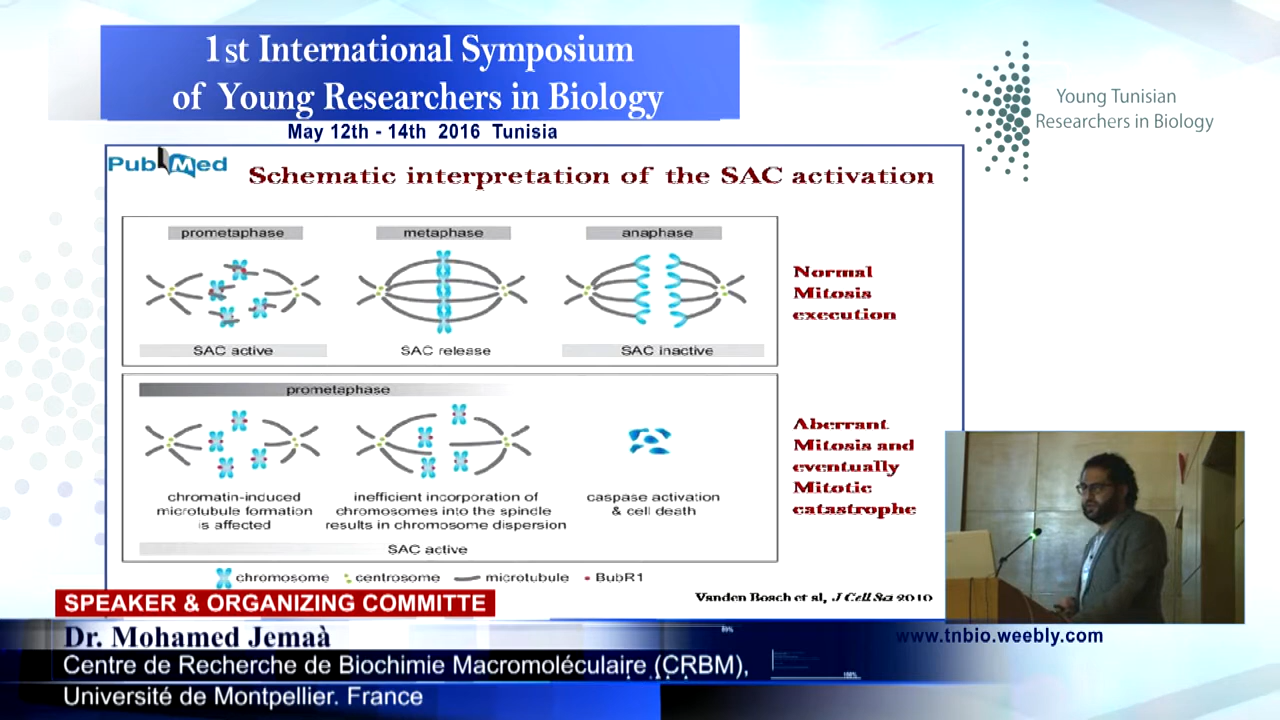 1st International Symposium
of Young Researchers in Biology
May 12th - 14th 2016 Tunisia
Young Tunisian
Researchers in Biology
PubMed
Schematic interpretation of the SAC activation
prometaphase
metaphase
anaphase
SAC active
SAC release
SAC inactive
Normal
Mitosis
execution
prometaphase
chromatin-induced
microtubule formation
is affected
inefficient incorporation of
chromosomes into the spindle
results in chromosome dispersion
caspase activation
& cell death
SAC active
Aberrant
Mitosis and
eventually
Mitotic
catastrophe
chromosome
centrosome
microtubule
BubR1
Vanden Bosch et al, J Cell Sci 2010
SPEAKER & ORGANIZING COMMITTE
Dr. Mohamed Jemaà
Centre de Recherche de Biochimie Macromoléculaire (CRBM),
Université de Montpellier. France
www.tnbio.weebly.com
100%